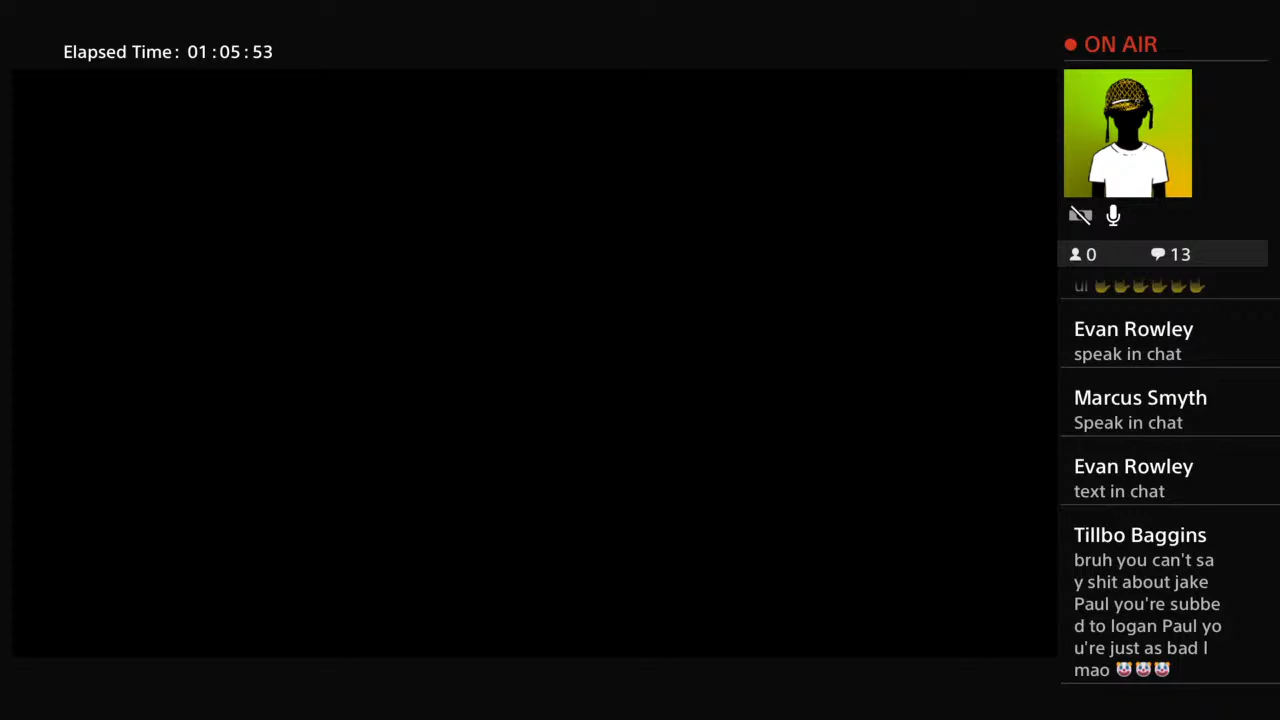 Elapsed Time: 01:05:53
ON AIR
0 13
ul 🤟🤟🤟🤟🤟🤟
Evan Rowley
speak in chat
Marcus Smyth
Speak in chat
Evan Rowley
text in chat
Tillbo Baggins
bruh you can't sa
y shit about jake
Paul you're subbe
d to logan Paul yo
u're just as bad l
mao 🤡🤡🤡